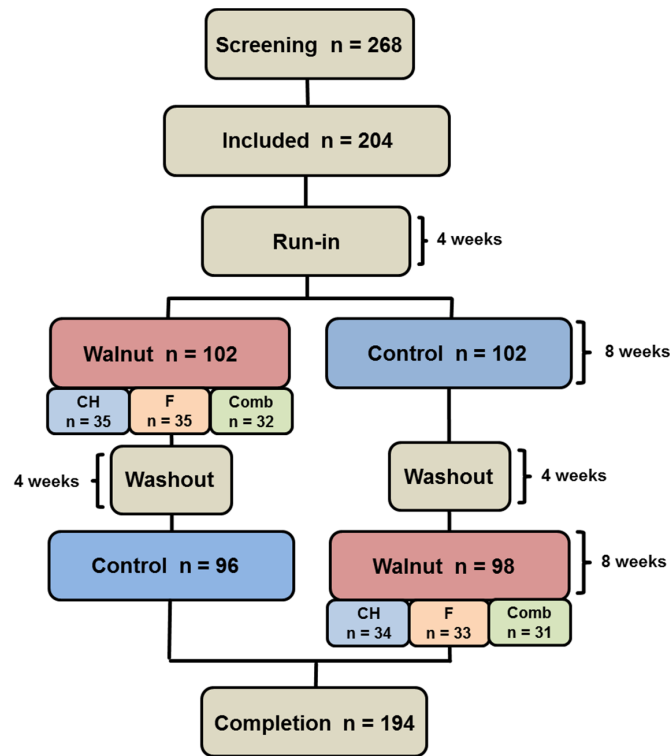 Screening n = 268
Included n = 204
Run-in
4 weeks
Walnut n = 102
Control n = 102
8 weeks
CH
n = 35
F
n = 35
Comb
n = 32
4 weeks
Washout
Washout
4 weeks
Control n = 96
Walnut n = 98
8 weeks
CH
n = 34
F
n = 33
Comb
n = 31
Completion n = 194